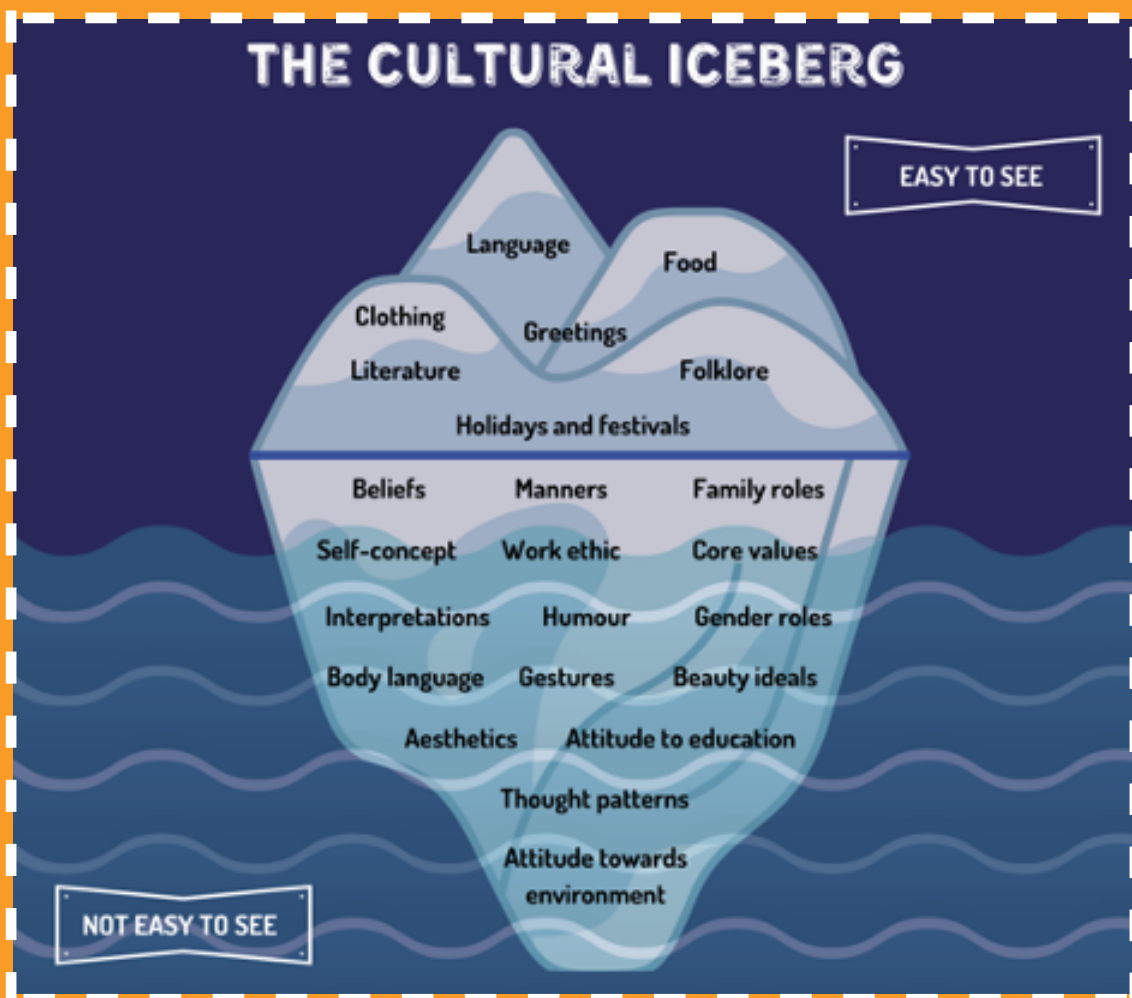 THE CULTURAL ICEBERG
EASY TO SEE
Language
Food
Clothing
Greetings
Literature
Folklore
Holidays and festivals
Beliefs Manners Family roles
Self-concept Work ethic Core values
Interpretations Humour Gender roles
Body language Gestures Beauty ideals
Aesthetics Attitude to education
Thought patterns
Attitude towards
environment
NOT EASY TO SEE